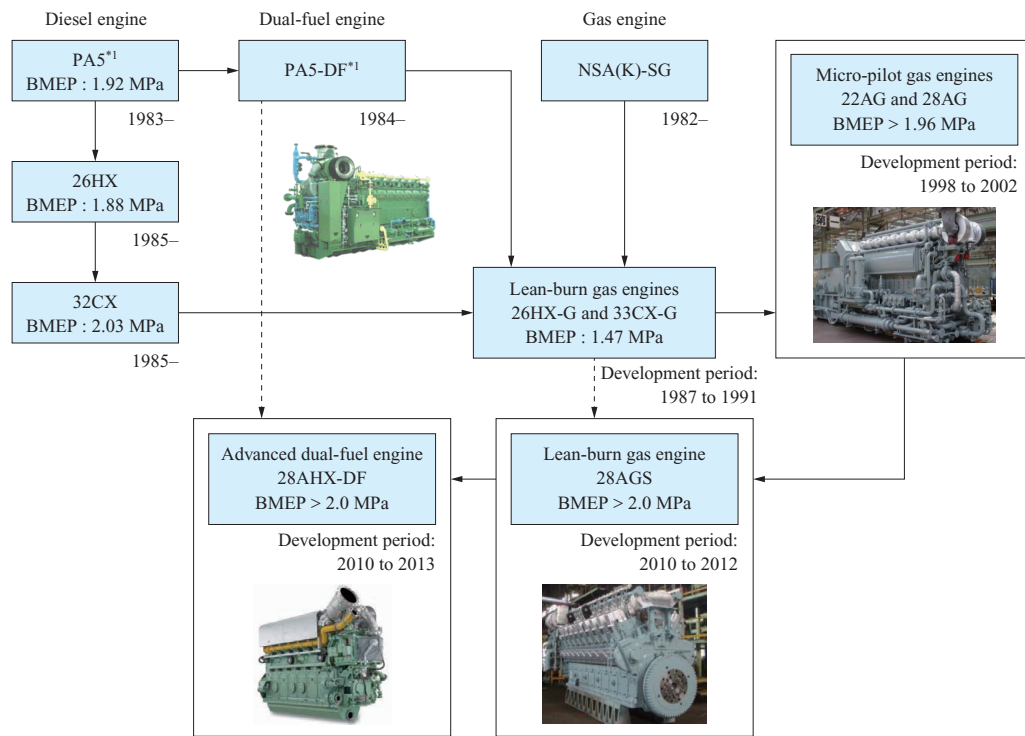 Diesel engine
Dual-fuel engine
Gas engine
PA5*1
BMEP : 1.92 MPa
1983–
PA5-DF*1
1984–
NSA(K)-SG
1982–
Micro-pilot gas engines
22AG and 28AG
BMEP > 1.96 MPa
Development period:
1998 to 2002
26HX
BMEP : 1.88 MPa
1985–
32CX
BMEP : 2.03 MPa
1985–
Lean-burn gas engines
26HX-G and 33CX-G
BMEP : 1.47 MPa
Development period:
1987 to 1991
Advanced dual-fuel engine
28AHX-DF
BMEP > 2.0 MPa
Development period:
2010 to 2013
Lean-burn gas engine
28AGS
BMEP > 2.0 MPa
Development period:
2010 to 2012